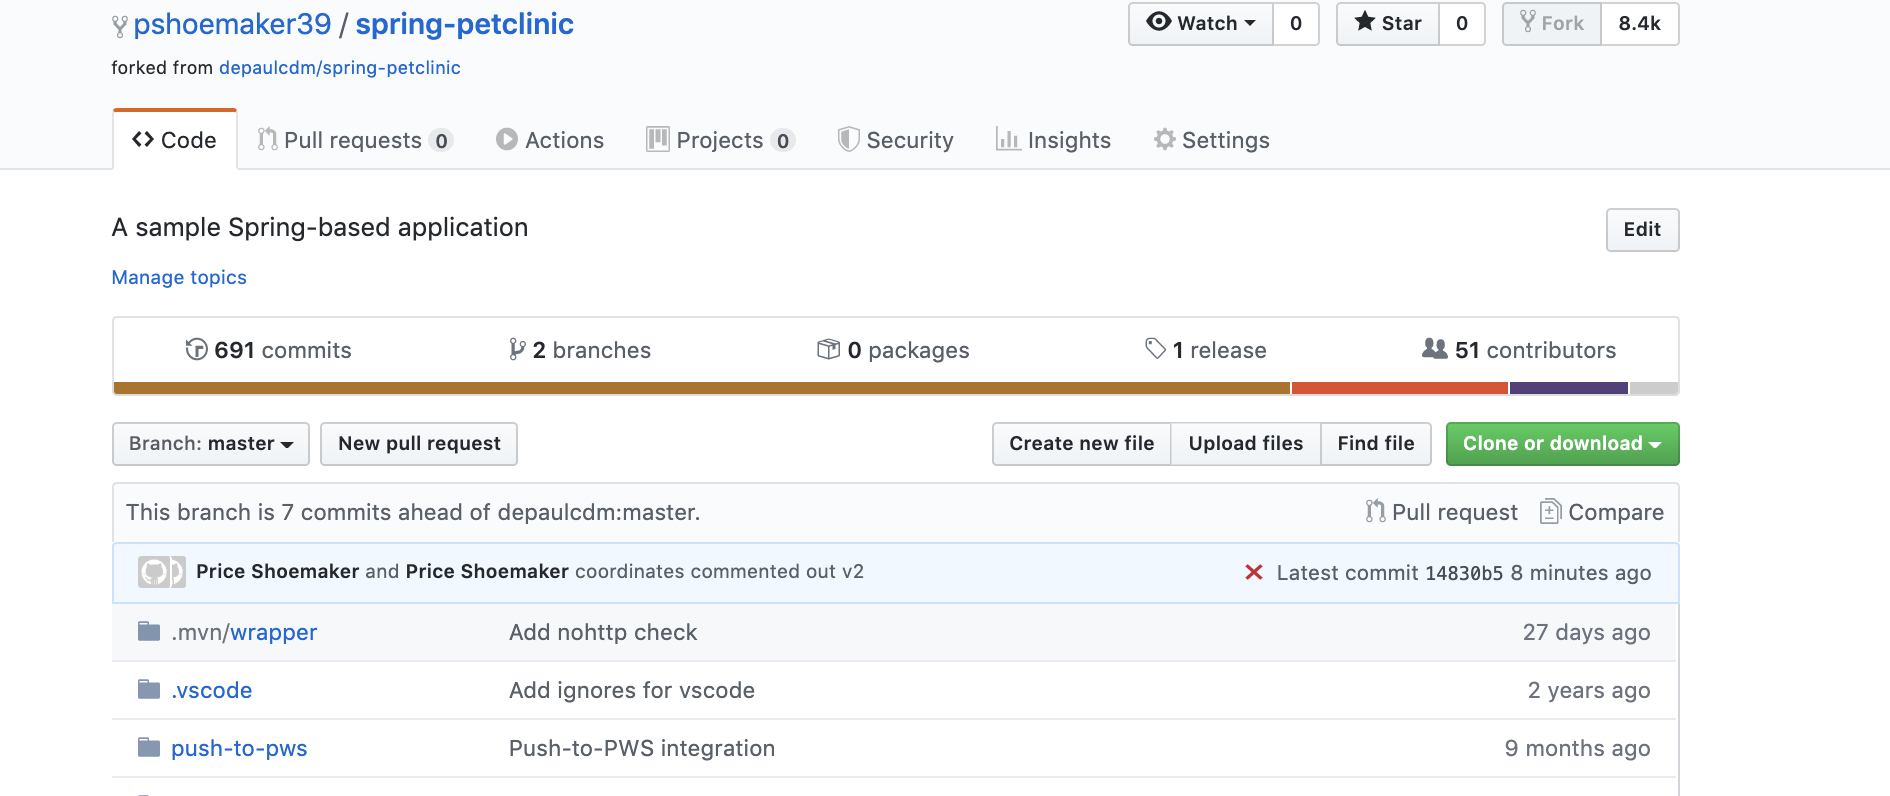 pshoemaker39 / spring-petclinic
Watch 0 Star 0 Fork 8.4k
forked from depaulcdm/spring-petclinic
Code Pull requests 0 Actions Projects 0 Security Insights Settings
A sample Spring-based application
Edit
Manage topics
691 commits 2 branches 0 packages 1 release 51 contributors
Branch: master New pull request Create new file Upload files Find file Clone or download
This branch is 7 commits ahead of depaulcdm:master. Pull request Compare
Price Shoemaker and Price Shoemaker coordinates commented out v2 Latest commit 14830b5 8 minutes ago
.mvn/wrapper Add nohttp check 27 days ago
.vscode Add ignores for vscode 2 years ago
push-to-pws Push-to-PWS integration 9 months ago